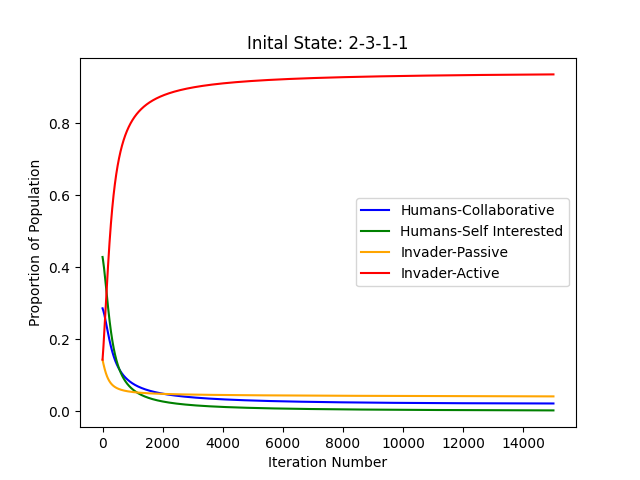 Inital State: 2-3-1-1
Proportion of Population
0.8
0.6
0.4
0.2
0.0
Humans-Collaborative
Humans-Self Interested
Invader-Passive
Invader-Active
0 2000 4000 6000 8000 10000 12000 14000
Iteration Number